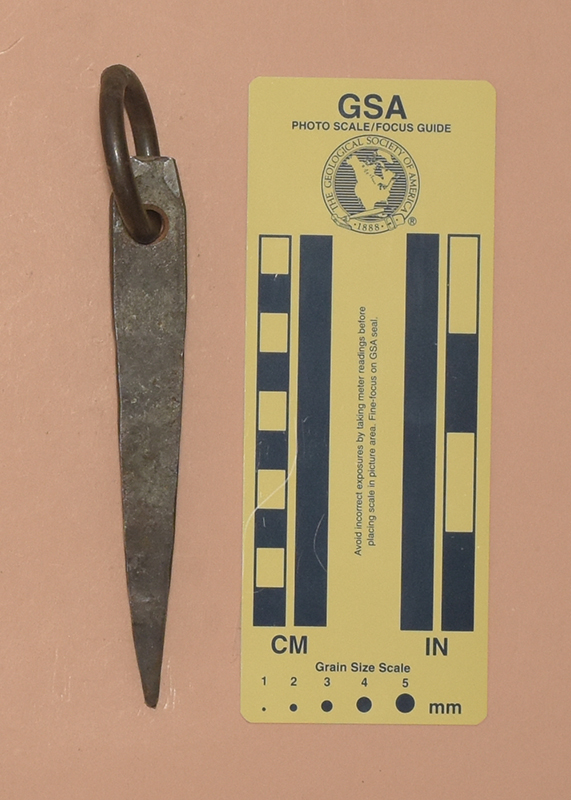 GSA
PHOTO SCALE/FOCUS GUIDE
THE GEOLOGICAL SOCIETY OF AMERICA
· 1888 ·
®
Avoid incorrect exposures by taking meter readings before
placing scale in picture area. Fine-focus on GSA seal.
CM
IN
Grain Size Scale
1 2 3 4 5
mm